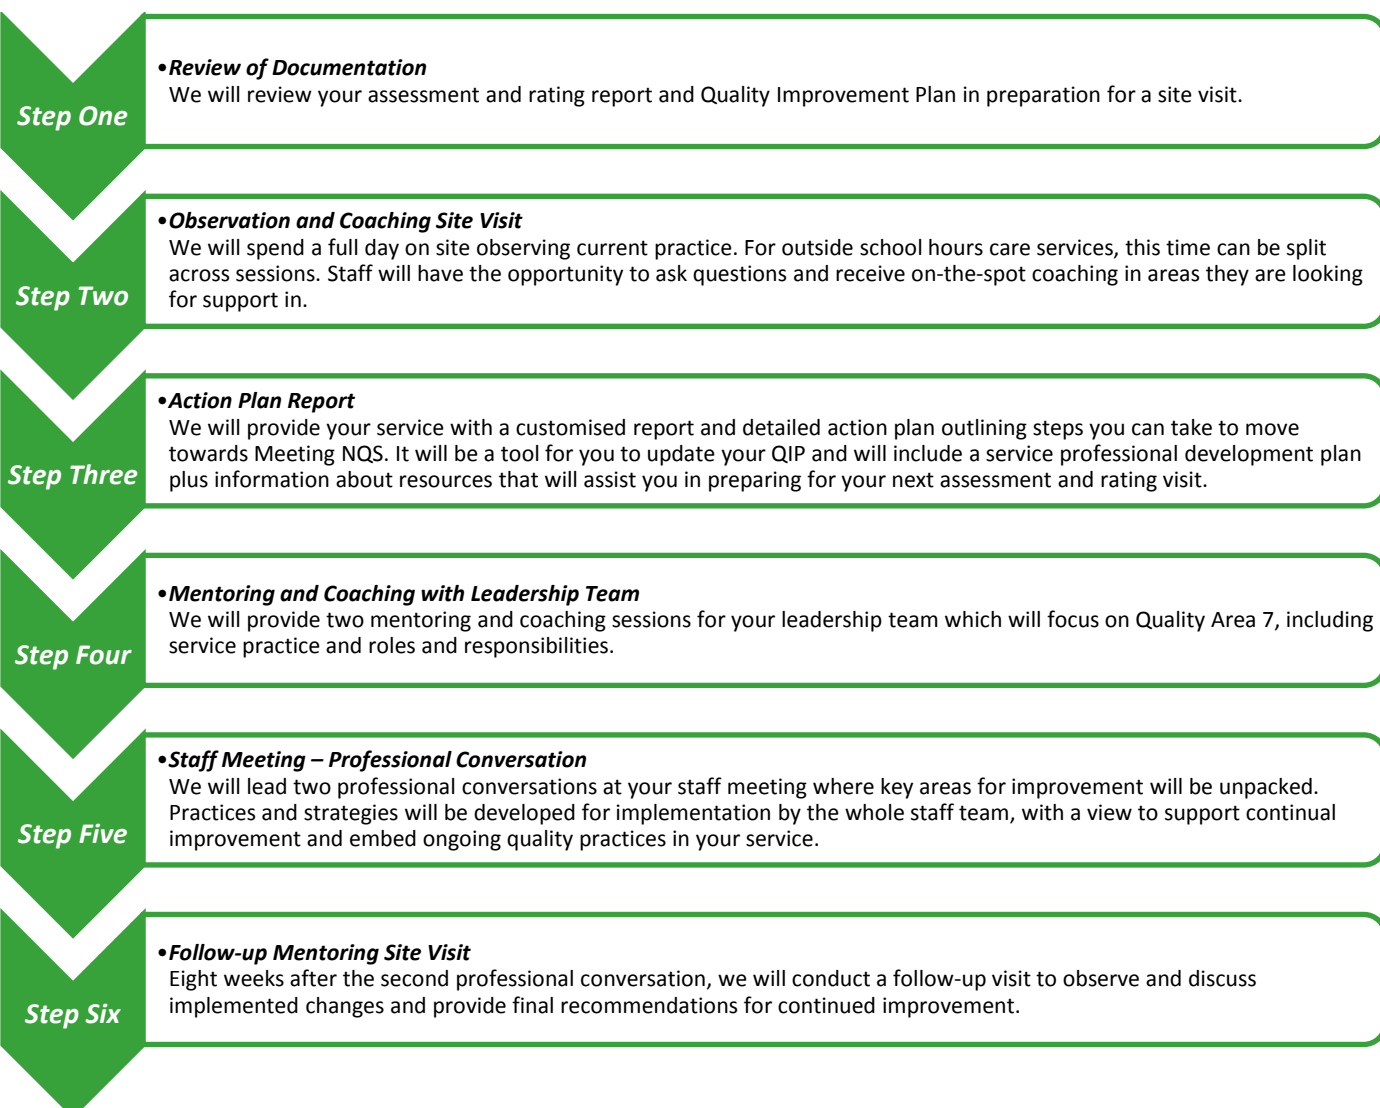 Step One
•Review of Documentation
We will review your assessment and rating report and Quality Improvement Plan in preparation for a site visit.
Step Two
•Observation and Coaching Site Visit
We will spend a full day on site observing current practice. For outside school hours care services, this time can be split
across sessions. Staff will have the opportunity to ask questions and receive on-the-spot coaching in areas they are looking
for support in.
Step Three
•Action Plan Report
We will provide your service with a customised report and detailed action plan outlining steps you can take to move
towards Meeting NQS. It will be a tool for you to update your QIP and will include a service professional development plan
plus information about resources that will assist you in preparing for your next assessment and rating visit.
Step Four
•Mentoring and Coaching with Leadership Team
We will provide two mentoring and coaching sessions for your leadership team which will focus on Quality Area 7, including
service practice and roles and responsibilities.
Step Five
•Staff Meeting – Professional Conversation
We will lead two professional conversations at your staff meeting where key areas for improvement will be unpacked.
Practices and strategies will be developed for implementation by the whole staff team, with a view to support continual
improvement and embed ongoing quality practices in your service.
Step Six
•Follow-up Mentoring Site Visit
Eight weeks after the second professional conversation, we will conduct a follow-up visit to observe and discuss
implemented changes and provide final recommendations for continued improvement.